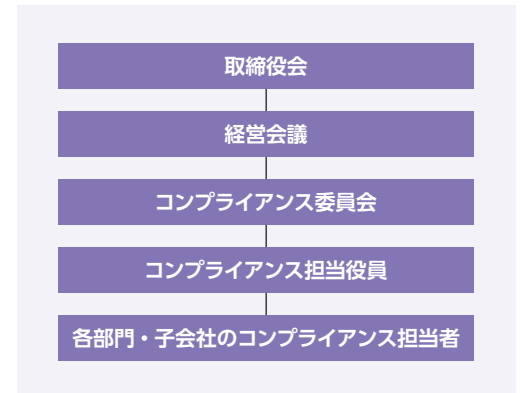 取締役会
経営会議
コンプライアンス委員会
コンプライアンス担当役員
各部門・子会社のコンプライアンス担当者